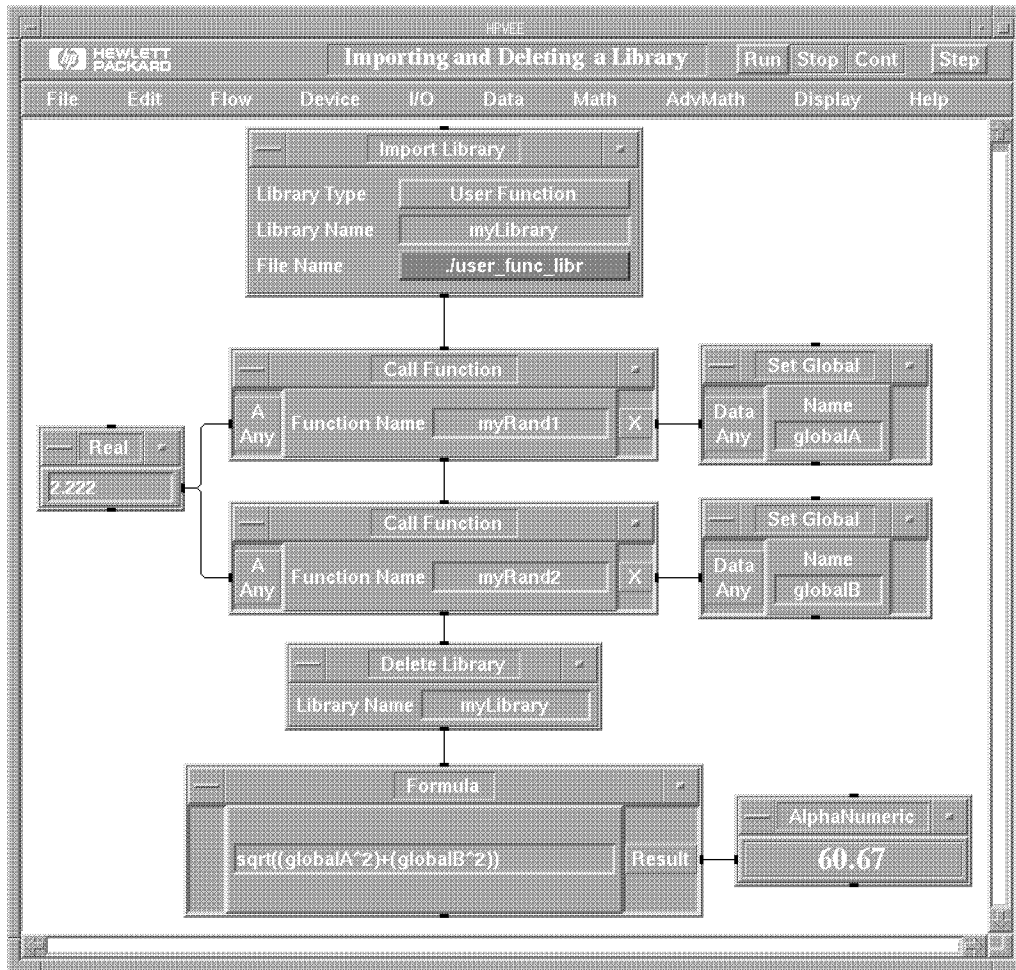 HPVEE
hp HEWLETT PACKARD Importing and Deleting a Library Run Stop Cont Step
File Edit Flow Device I/O Data Math AdvMath Display Help
Import Library
Library Type User Function
Library Name myLibrary
File Name ./user_func_libr
Call Function
A Any Function Name myRand1 X
Set Global
Data Any Name globalA
Real
2.222
Call Function
A Any Function Name myRand2 X
Set Global
Data Any Name globalB
Delete Library
Library Name myLibrary
Formula
sqrt((globalA^2)+(globalB^2)) Result
AlphaNumeric
60.67